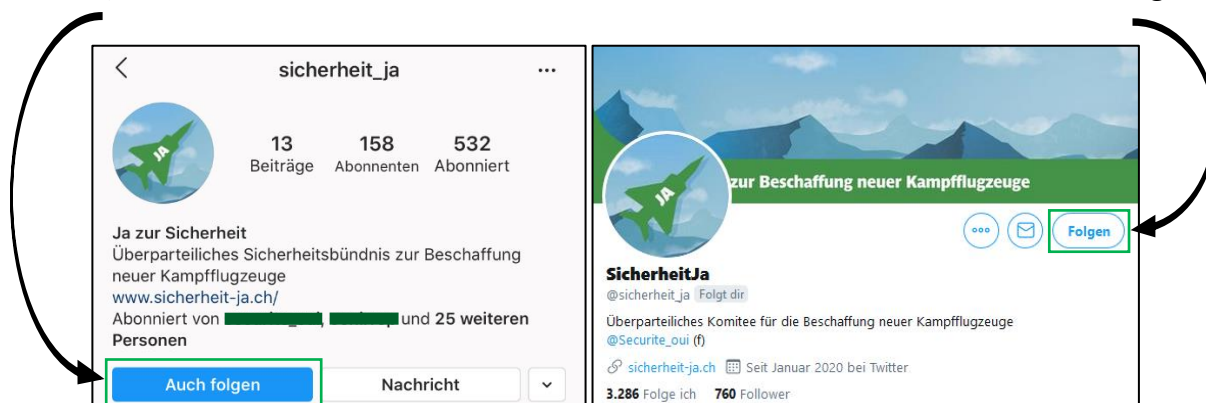 sicherheit_ja
JA
13 158 532
Beiträge Abonnenten Abonniert
Ja zur Sicherheit
Überparteiliches Sicherheitsbündnis zur Beschaffung
neuer Kampfflugzeuge
www.sicherheit-ja.ch/
Abonniert von , und 25 weiteren
Personen
Auch folgen Nachricht
zur Beschaffung neuer Kampfflugzeuge
JA
Folgen
SicherheitJa
@sicherheit_ja Folgt dir
Überparteiliches Komitee für die Beschaffung neuer Kampfflugzeuge
@Securite_oui (f)
sicherheit-ja.ch Seit Januar 2020 bei Twitter
3.286 Folge ich 760 Follower